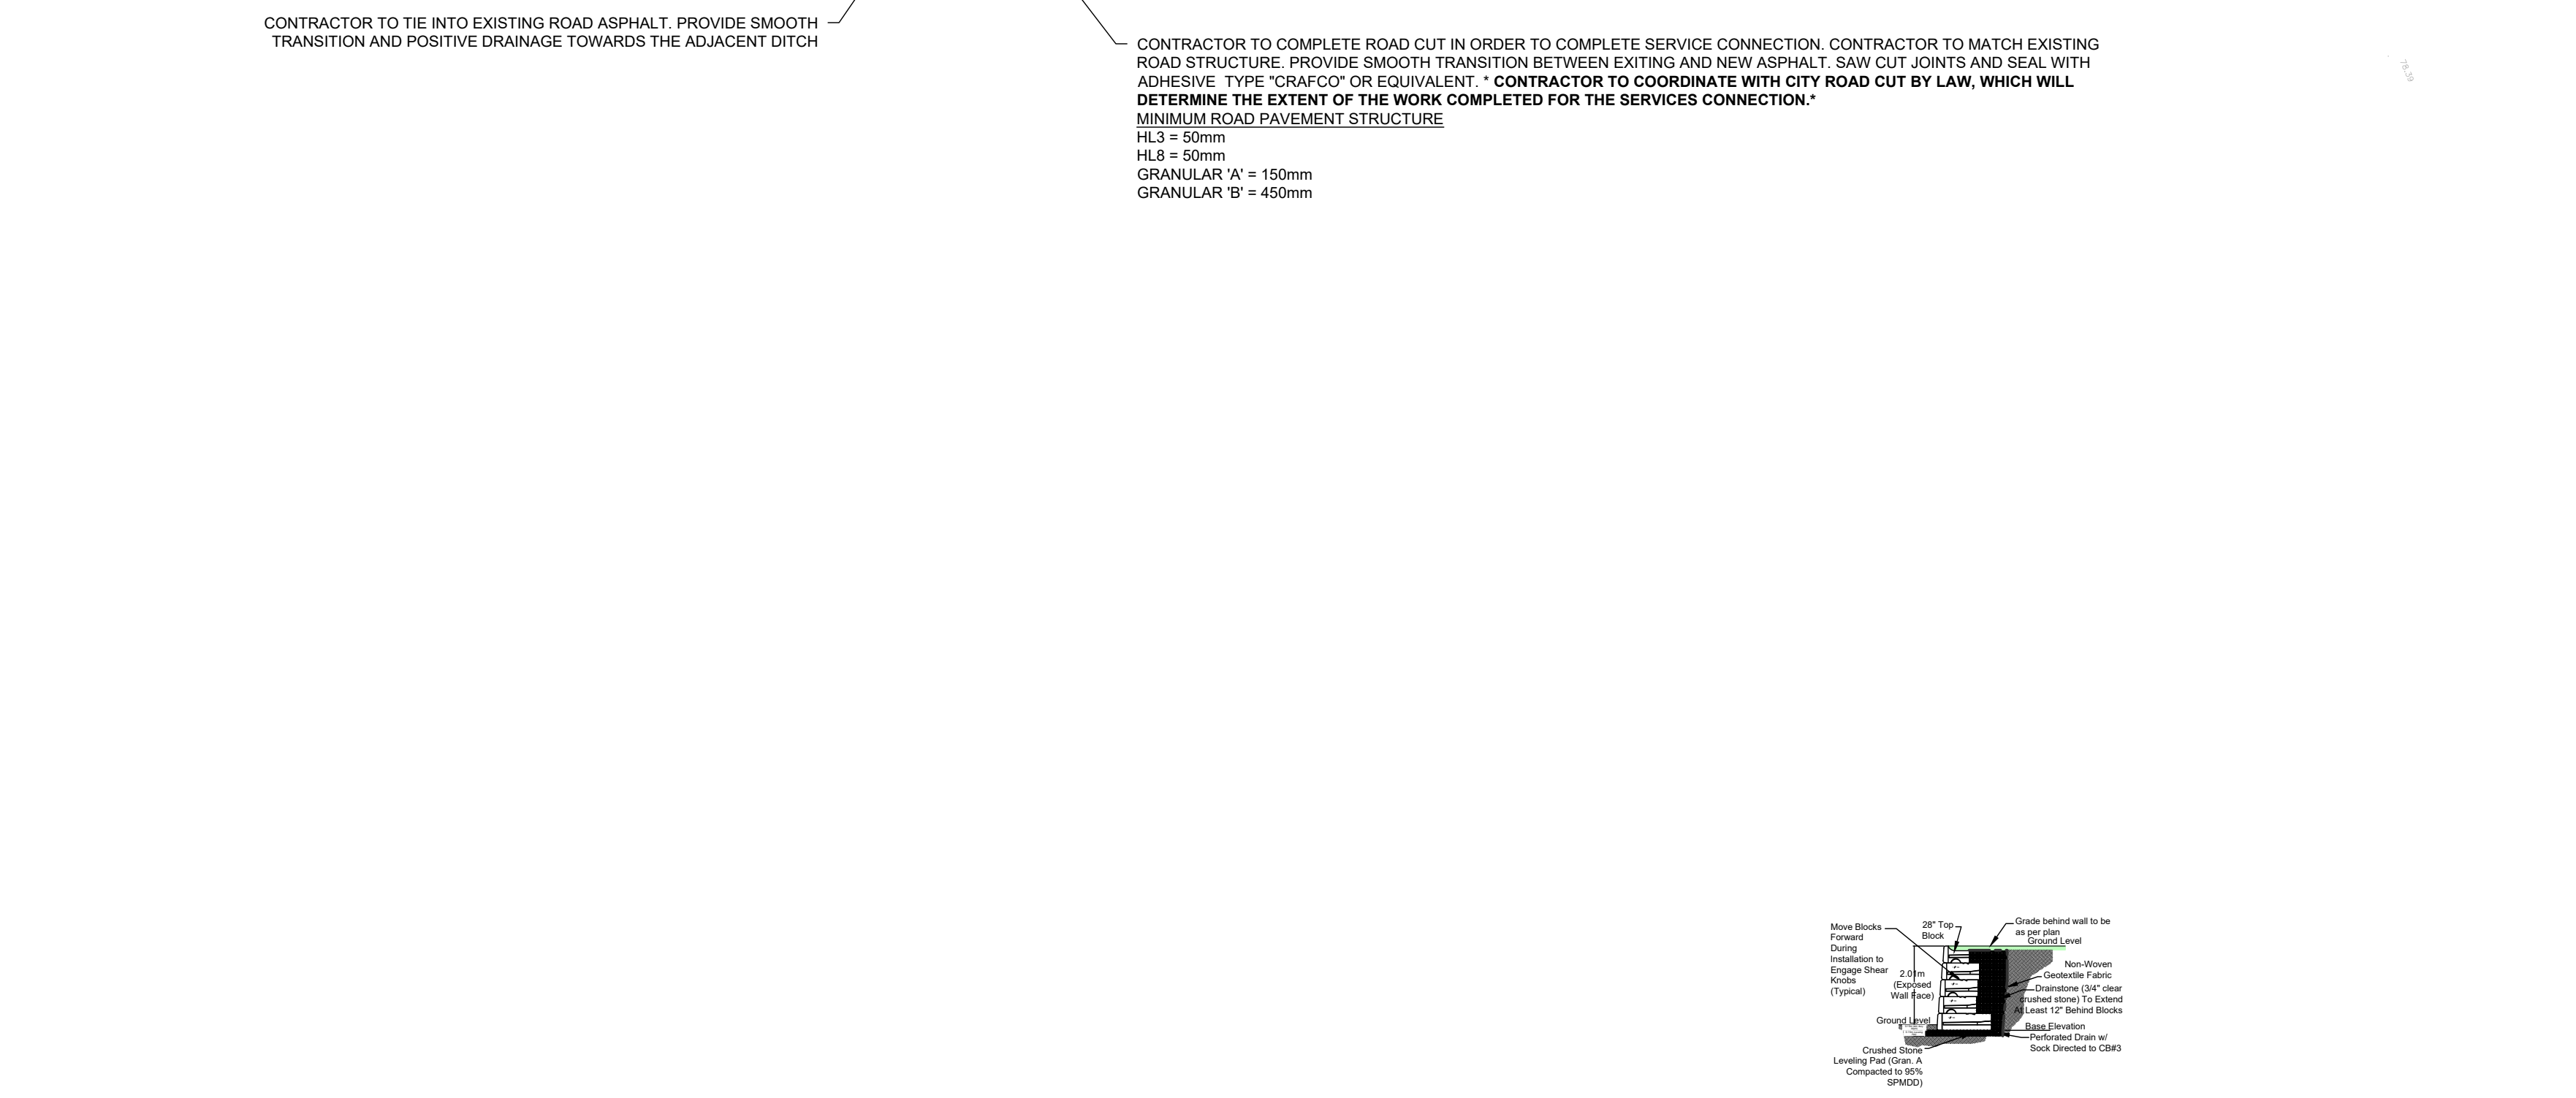 CONTRACTOR TO TIE INTO EXISTING ROAD ASPHALT. PROVIDE SMOOTH
TRANSITION AND POSITIVE DRAINAGE TOWARDS THE ADJACENT DITCH
CONTRACTOR TO COMPLETE ROAD CUT IN ORDER TO COMPLETE SERVICE CONNECTION. CONTRACTOR TO MATCH EXISTING
ROAD STRUCTURE. PROVIDE SMOOTH TRANSITION BETWEEN EXITING AND NEW ASPHALT. SAW CUT JOINTS AND SEAL WITH
ADHESIVE TYPE "CRAFCO" OR EQUIVALENT. * CONTRACTOR TO COORDINATE WITH CITY ROAD CUT BY LAW, WHICH WILL
DETERMINE THE EXTENT OF THE WORK COMPLETED FOR THE SERVICES CONNECTION.*
MINIMUM ROAD PAVEMENT STRUCTURE
HL3 = 50mm
HL8 = 50mm
GRANULAR 'A' = 150mm
GRANULAR 'B' = 450mm
78.39
Move Blocks
Forward
During
Installation to
Engage Shear
Knobs
(Typical)
28" Top
Block
Grade behind wall to be
as per plan
Ground Level
2.01m
(Exposed
Wall Face)
Non-Woven
Geotextile Fabric
Drainstone (3/4" clear
crushed stone) To Extend
At Least 12" Behind Blocks
Ground Level
Base Elevation
Perforated Drain w/
Sock Directed to CB#3
Crushed Stone
Leveling Pad (Gran. A
Compacted to 95%
SPMDD)